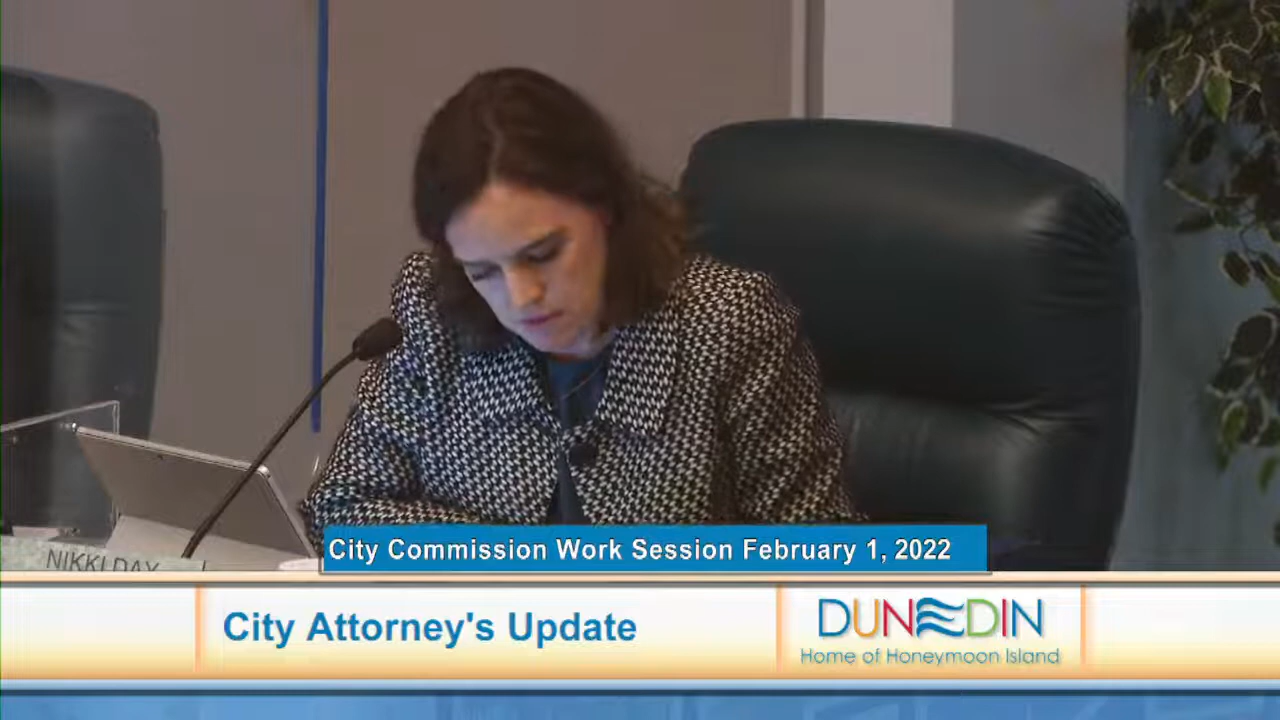 NIKKI DAY
City Commission Work Session February 1, 2022
City Attorney's Update
DUNEDIN
Home of Honeymoon Island